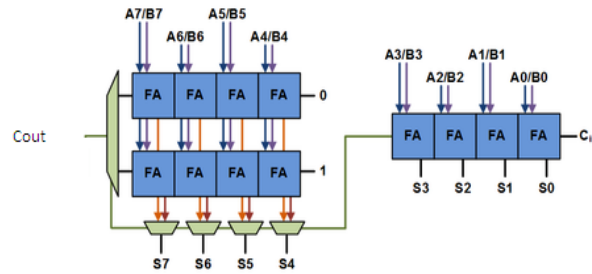 A7/B7 A5/B5
A6/B6 A4/B4
A3/B3 A1/B1
A2/B2 A0/B0
FA FA FA FA 0
FA FA FA FA Ci
Cout
FA FA FA FA 1
S3 S2 S1 S0
S7 S6 S5 S4